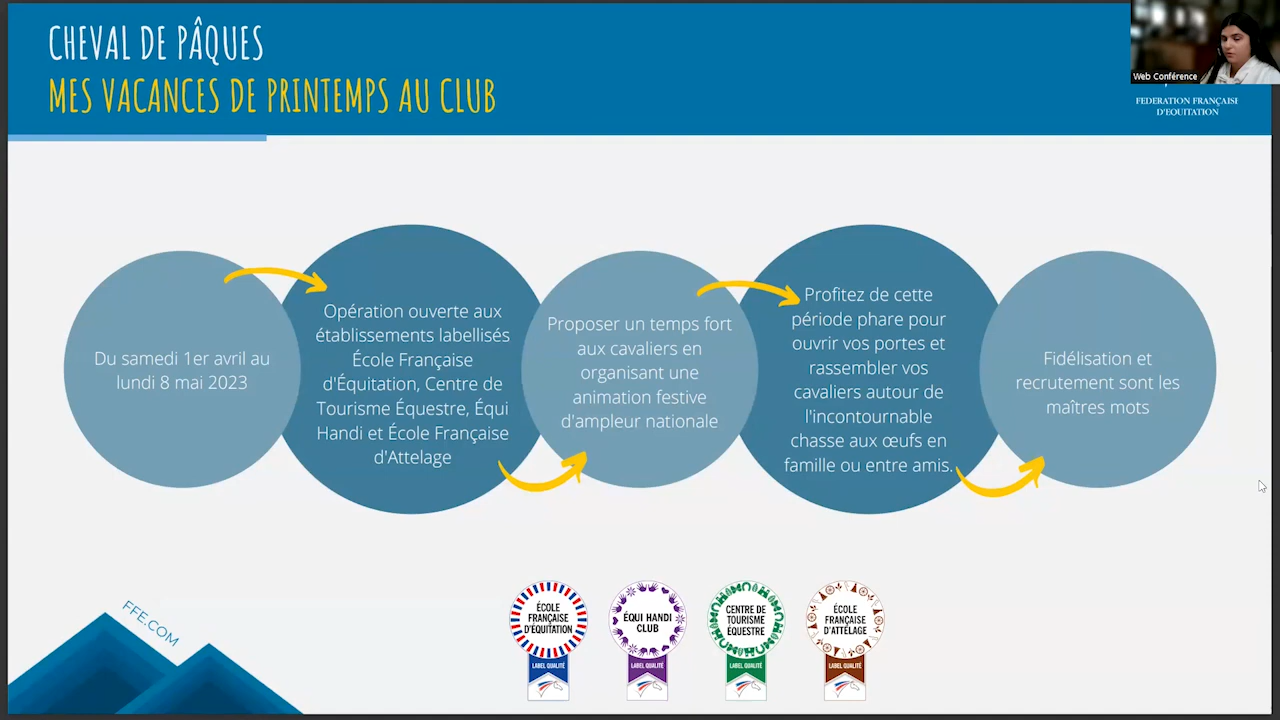 CHEVAL DE PÂQUES
MES VACANCES DE PRINTEMPS AU CLUB
Web Conférence
FEDERATION FRANÇAISE
D'EQUITATION
Du samedi 1er avril au
lundi 8 mai 2023
Opération ouverte aux
établissements labellisés
École Française
d'Équitation, Centre de
Tourisme Équestre, Équi
Handi et École Française
d'Attelage
Proposer un temps fort
aux cavaliers en
organisant une
animation festive
d'ampleur nationale
Profitez de cette
période phare pour
ouvrir vos portes et
rassembler vos
cavaliers autour de
l'incontournable
chasse aux œufs en
famille ou entre amis.
Fidélisation et
recrutement sont les
maîtres mots
FFE.COM
ÉCOLE
FRANÇAISE
D'ÉQUITATION
LABEL QUALITÉ
ÉQUI HANDI
CLUB
LABEL QUALITÉ
CENTRE DE
TOURISME
ÉQUESTRE
LABEL QUALITÉ
ÉCOLE
FRANÇAISE
D'ATTELAGE
LABEL QUALITÉ